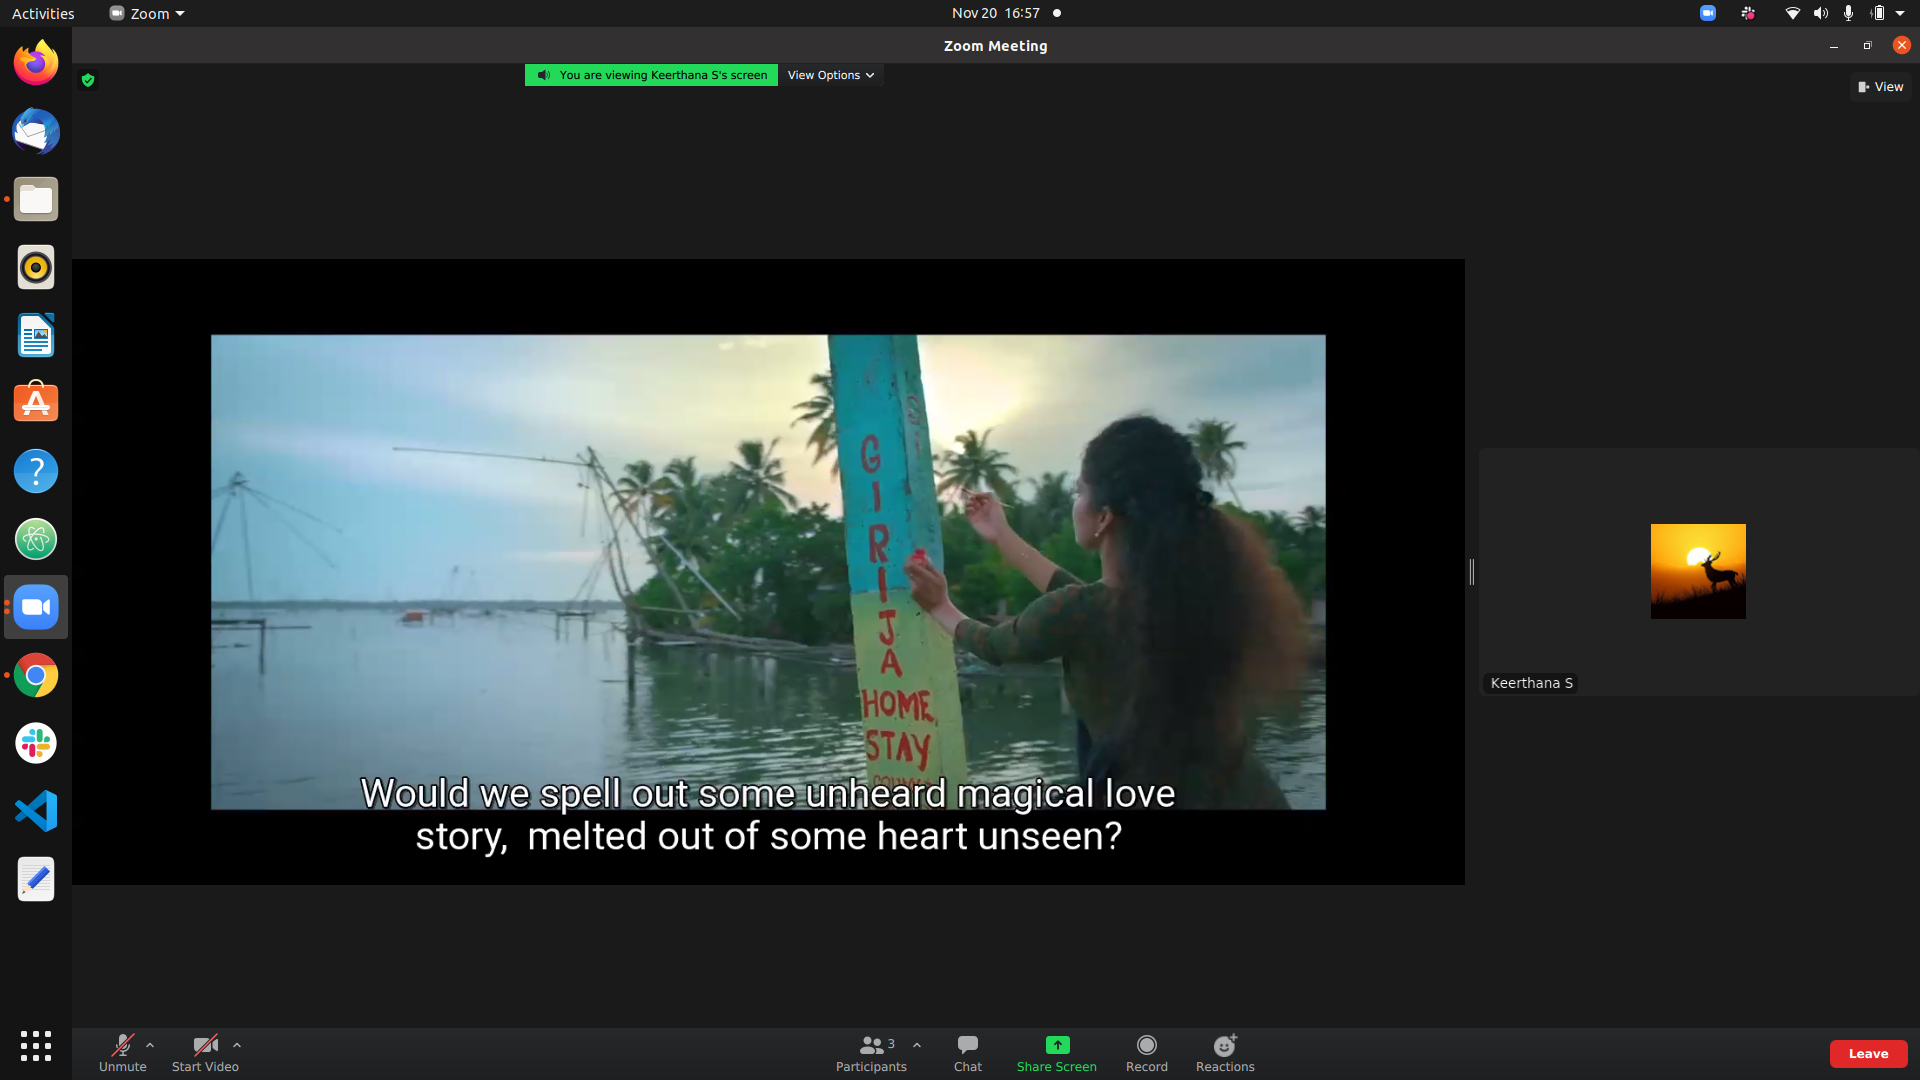 Activities
Zoom
Nov 20 16:57
Zoom Meeting
You are viewing Keerthana S's screen
View Options
View
GIRIJA
HOME
STAY
Would we spell out some unheard magical love
story, melted out of some heart unseen?
Keerthana S
Unmute
Start Video
3
Participants
Chat
Share Screen
Record
Reactions
Leave